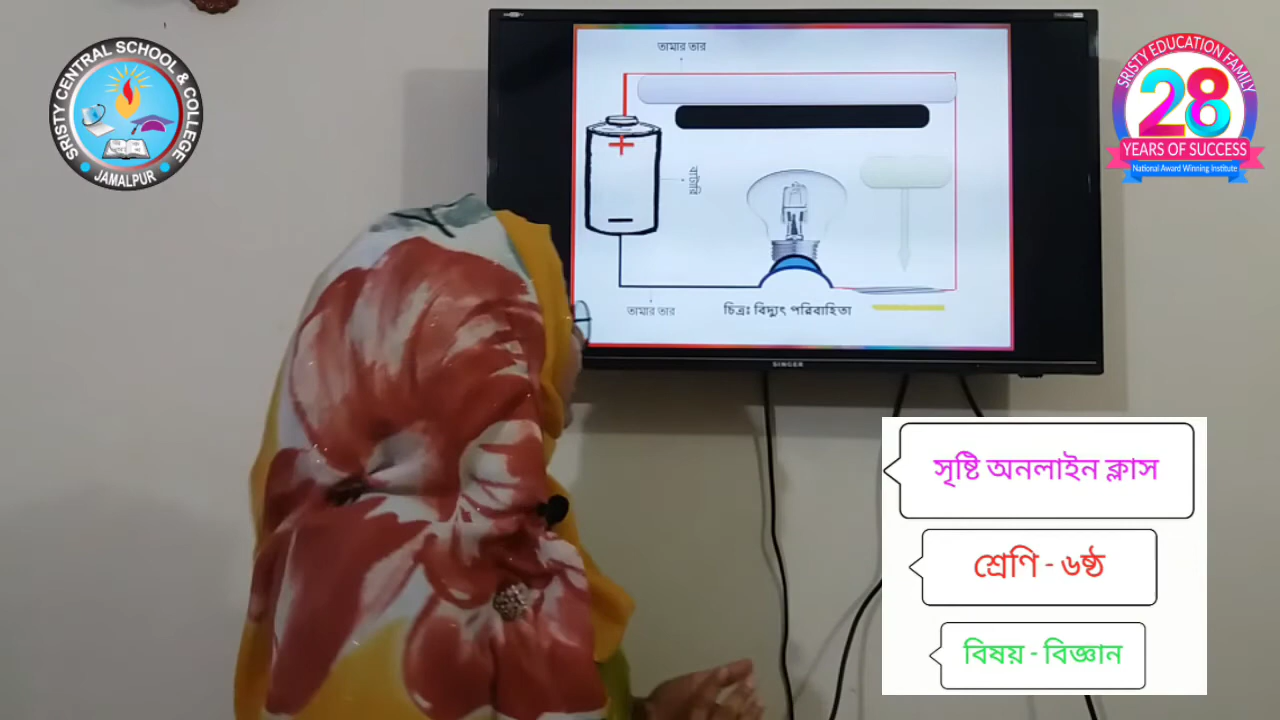 SRISTY CENTRAL SCHOOL & COLLEGE
JAMALPUR
তামার তার
+
ব্যাটারি
তামার তার
চিত্রঃ বিদ্যুৎ পরিবাহিতা
SINGER
SRISTY EDUCATION FAMILY
28
YEARS OF SUCCESS
National Award Winning Institute
সৃষ্টি অনলাইন ক্লাস
শ্রেণি - ৬ষ্ঠ
বিষয় - বিজ্ঞান